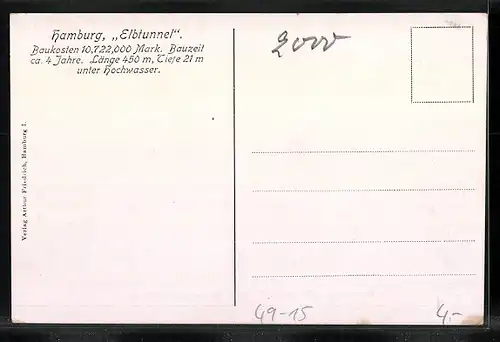 Hamburg, „Elbtunnel“.
Baukosten 10,722,000 Mark. Bauzeit
ca. 4 Jahre. Länge 450 m, Tiefe 21 m
unter Hochwasser.
Verlag Arthur Friedrich, Hamburg 1.
49-15
4.-